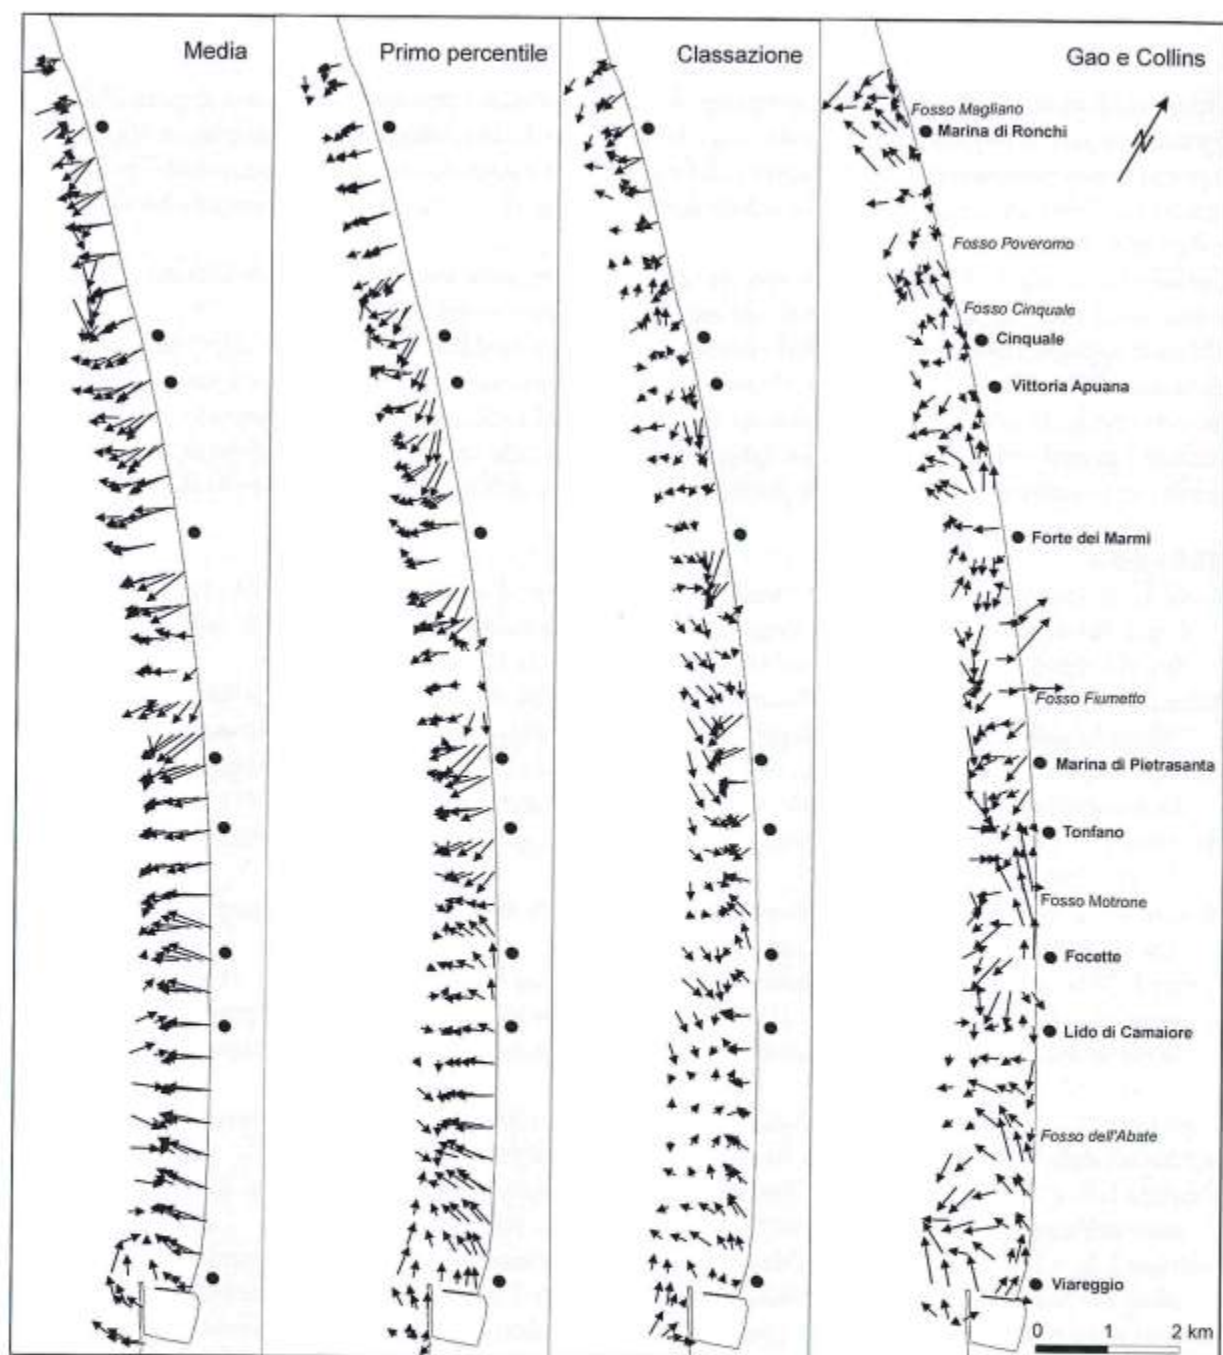 Media
Primo percentile
Classazione
Gao e Collins
Fosso Magliano
Marina di Ronchi
N
Fosso Poveromo
Fosso Cinquale
Cinquale
Vittoria Apuana
Forte dei Marmi
Fosso Fiumetto
Marina di Pietrasanta
Tonfano
Fosso Motrone
Focette
Lido di Camaiore
Fosso dell'Abate
Viareggio
0 1 2 km